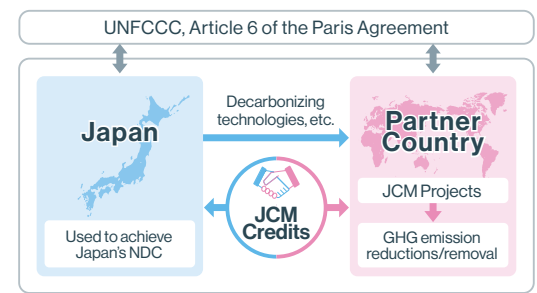 UNFCCC, Article 6 of the Paris Agreement
Japan
Decarbonizing
technologies, etc.
Partner
Country
JCM Projects
JCM
Credits
Used to achieve
Japan's NDC
GHG emission
reductions/removal